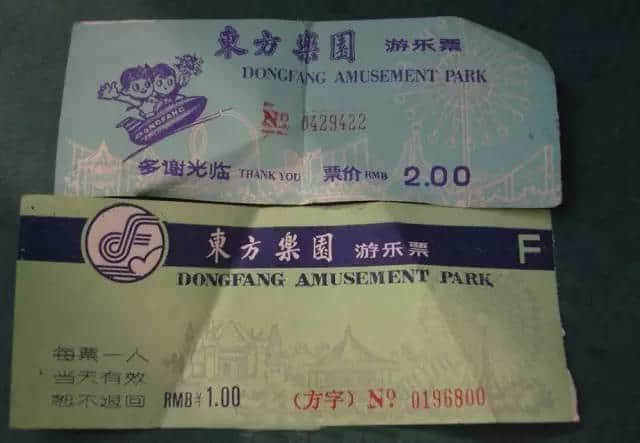 東方樂園 游乐票
DONGFANG AMUSEMENT PARK
DONGFANG
№ 0429422
多谢光临 THANK YOU 票价 RMB 2.00
東方樂園 游乐票 F
DONGFANG AMUSEMENT PARK
每票一人
当天有效
恕不退回 RMB¥1.00 (方字) № 0196800